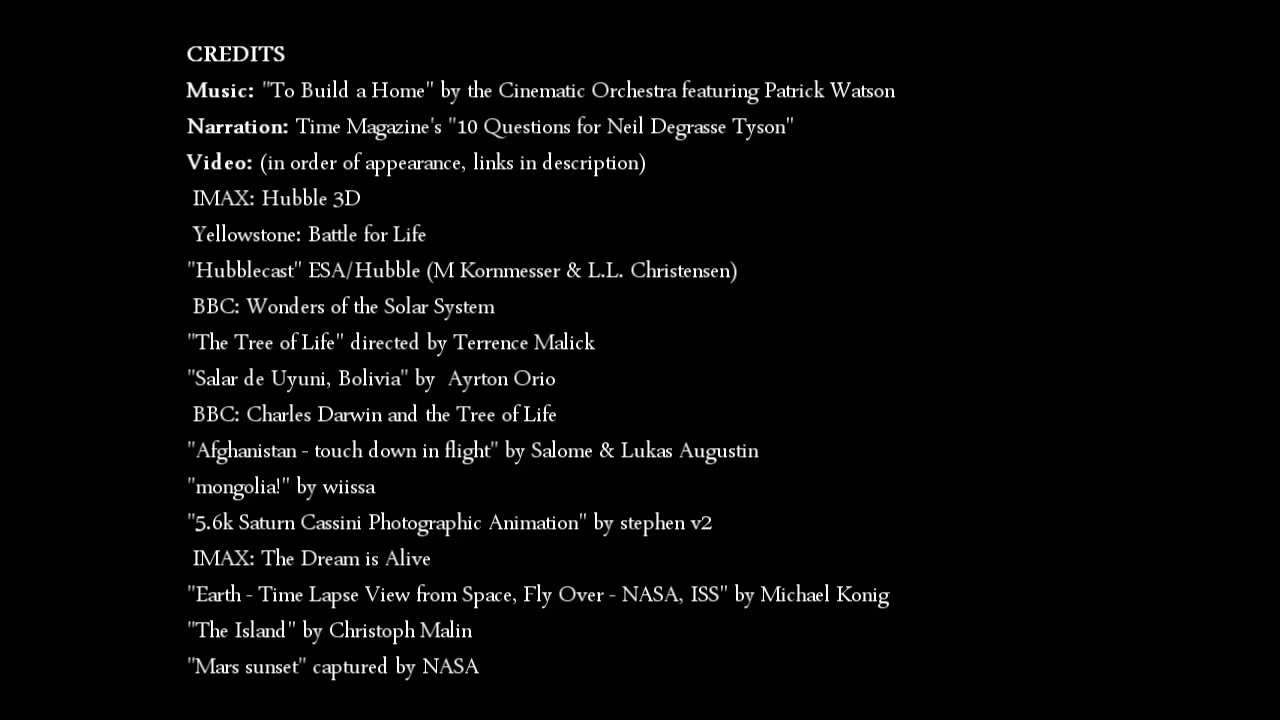 CREDITS
Music: "To Build a Home" by the Cinematic Orchestra featuring Patrick Watson
Narration: Time Magazine's "10 Questions for Neil Degrasse Tyson"
Video: (in order of appearance, links in description)
IMAX: Hubble 3D
Yellowstone: Battle for Life
"Hubblecast" ESA/Hubble (M Kornmesser & L.L. Christensen)
BBC: Wonders of the Solar System
"The Tree of Life" directed by Terrence Malick
"Salar de Uyuni, Bolivia" by Ayrton Orio
BBC: Charles Darwin and the Tree of Life
"Afghanistan - touch down in flight" by Salome & Lukas Augustin
"mongolia!" by wiissa
"5.6k Saturn Cassini Photographic Animation" by stephen v2
IMAX: The Dream is Alive
"Earth - Time Lapse View from Space, Fly Over - NASA, ISS" by Michael Konig
"The Island" by Christoph Malin
"Mars sunset" captured by NASA